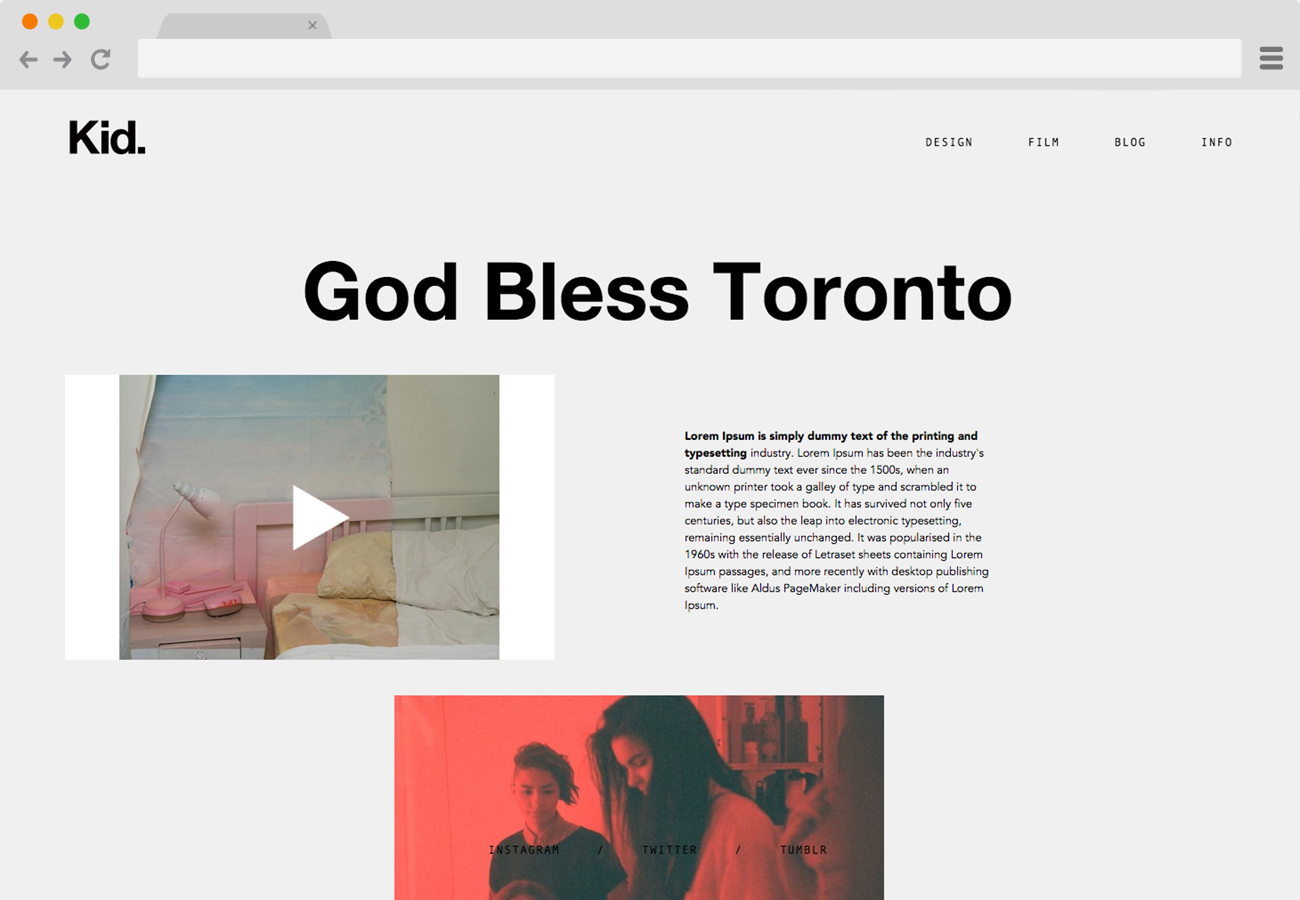 Kid.
DESIGN FILM BLOG INFO
God Bless Toronto
Lorem Ipsum is simply dummy text of the printing and
typesetting industry. Lorem Ipsum has been the industry's
standard dummy text ever since the 1500s, when an
unknown printer took a galley of type and scrambled it to
make a type specimen book. It has survived not only five
centuries, but also the leap into electronic typesetting,
remaining essentially unchanged. It was popularised in the
1960s with the release of Letraset sheets containing Lorem
Ipsum passages, and more recently with desktop publishing
software like Aldus PageMaker including versions of Lorem
Ipsum.
INSTAGRAM / TWITTER / TUMBLR